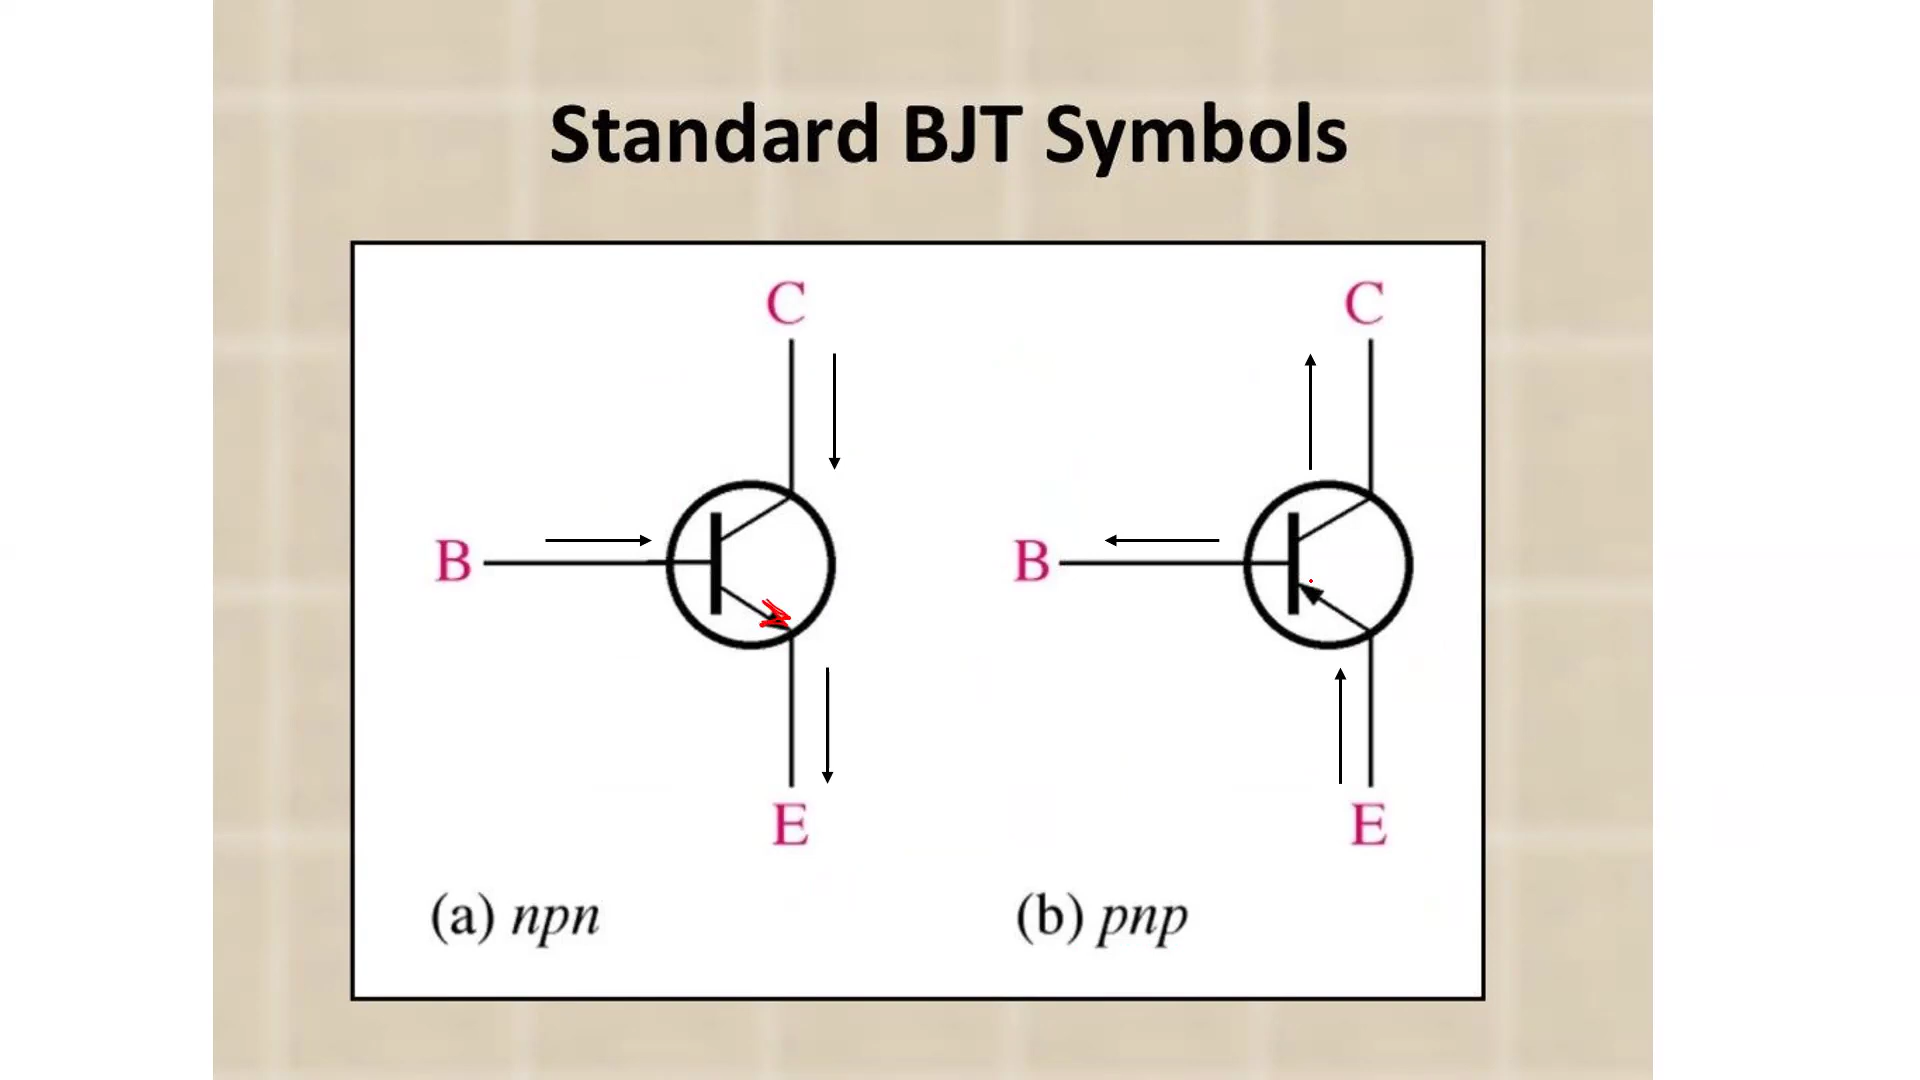 Standard BJT Symbols
C C
B B
E E
(a) npn (b) pnp